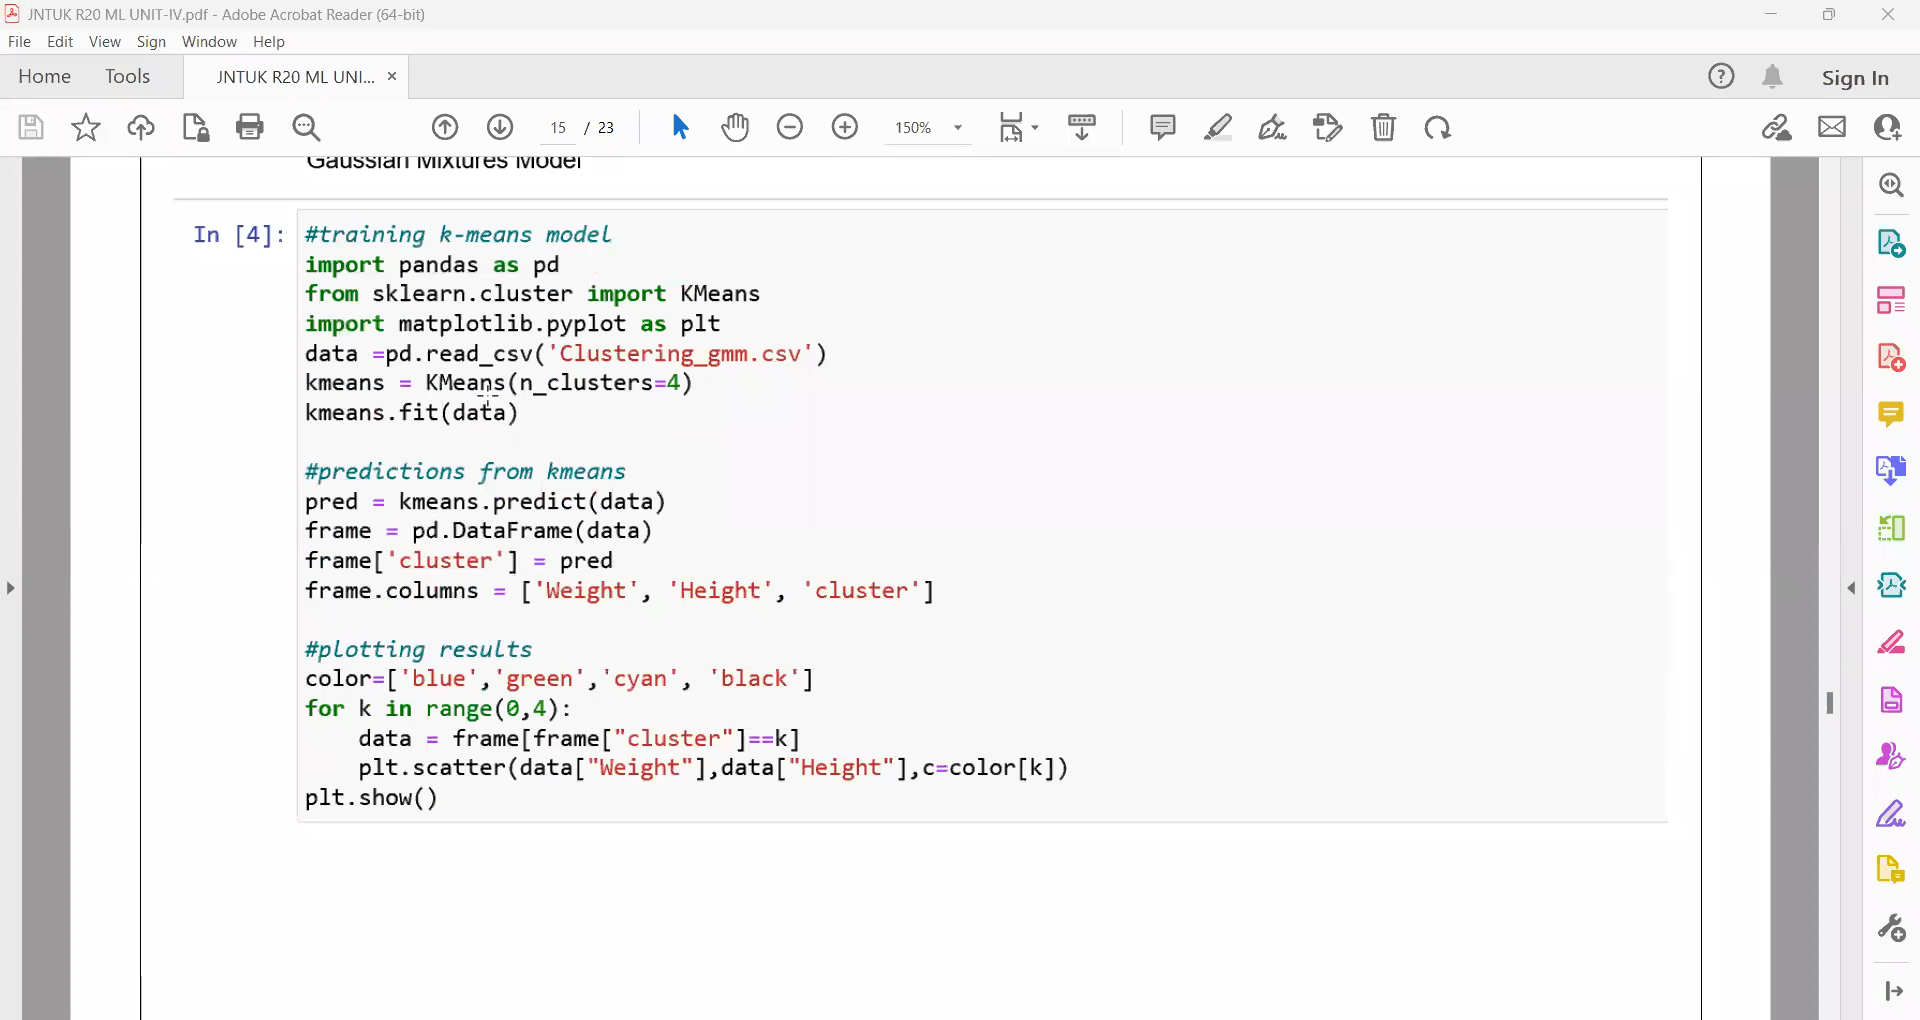 JNTUK R20 ML UNIT-IV.pdf - Adobe Acrobat Reader (64-bit)
File Edit View Sign Window Help
Home Tools JNTUK R20 ML UNI... × Sign In
15 / 23 150%
Gaussian Mixtures Model
In [4]: #training k-means model
import pandas as pd
from sklearn.cluster import KMeans
import matplotlib.pyplot as plt
data =pd.read_csv('Clustering_gmm.csv')
kmeans = KMeans(n_clusters=4)
kmeans.fit(data)
#predictions from kmeans
pred = kmeans.predict(data)
frame = pd.DataFrame(data)
frame['cluster'] = pred
frame.columns = ['Weight', 'Height', 'cluster']
#plotting results
color=['blue','green','cyan', 'black']
for k in range(0,4):
    data = frame[frame["cluster"]==k]
    plt.scatter(data["Weight"],data["Height"],c=color[k])
plt.show()